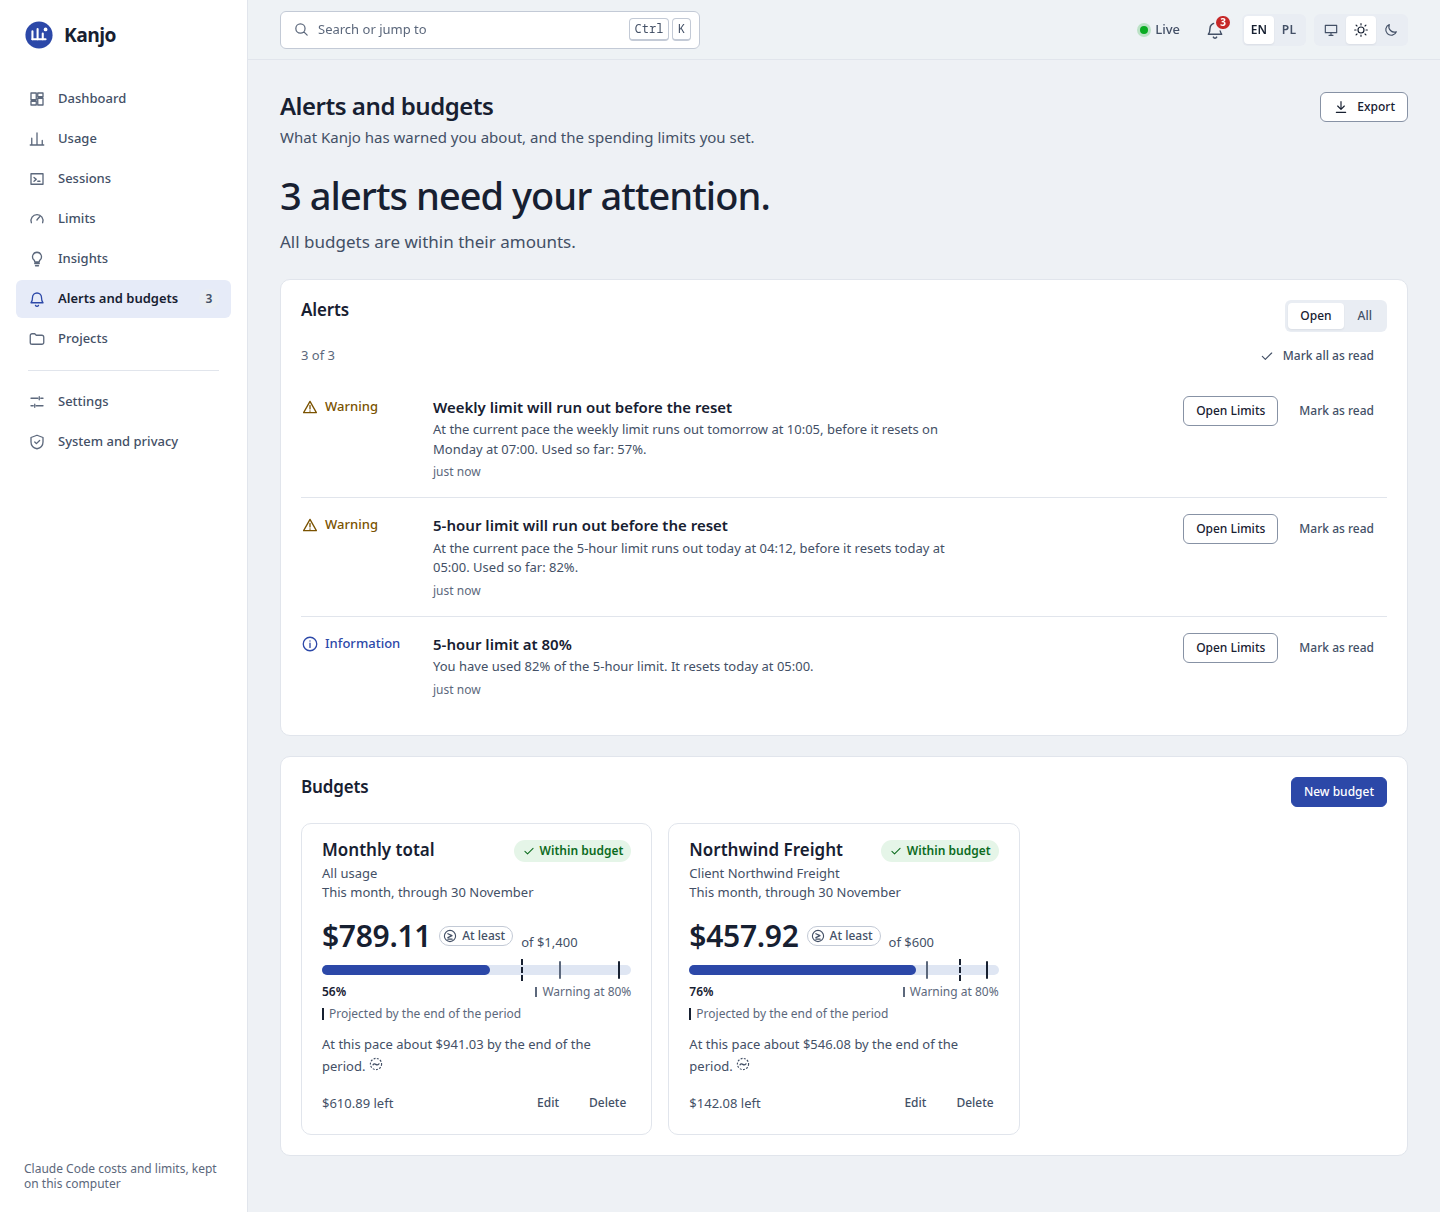 Kanjo
Search or jump to
Ctrl K
Live
3
EN PL
Dashboard
Usage
Sessions
Limits
Insights
Alerts and budgets 3
Projects
Settings
System and privacy
Claude Code costs and limits, kept
on this computer
Alerts and budgets
Export
What Kanjo has warned you about, and the spending limits you set.
3 alerts need your attention.
All budgets are within their amounts.
Alerts
Open All
3 of 3
Mark all as read
Warning
Weekly limit will run out before the reset
At the current pace the weekly limit runs out tomorrow at 10:05, before it resets on
Monday at 07:00. Used so far: 57%.
just now
Open Limits
Mark as read
Warning
5-hour limit will run out before the reset
At the current pace the 5-hour limit runs out today at 04:12, before it resets today at
05:00. Used so far: 82%.
just now
Open Limits
Mark as read
Information
5-hour limit at 80%
You have used 82% of the 5-hour limit. It resets today at 05:00.
just now
Open Limits
Mark as read
Budgets
New budget
Monthly total
Within budget
All usage
This month, through 30 November
$789.11 At least of $1,400
56%
Warning at 80%
Projected by the end of the period
At this pace about $941.03 by the end of the
period.
$610.89 left
Edit
Delete
Northwind Freight
Within budget
Client Northwind Freight
This month, through 30 November
$457.92 At least of $600
76%
Warning at 80%
Projected by the end of the period
At this pace about $546.08 by the end of the
period.
$142.08 left
Edit
Delete